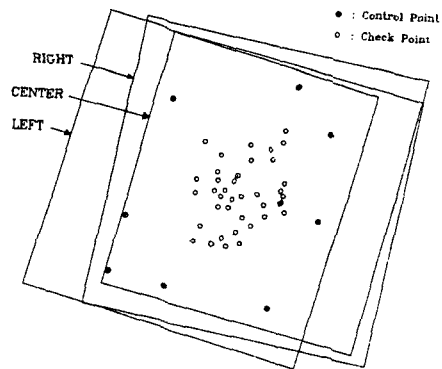 ● : Control Point
○ : Check Point
RIGHT
CENTER
LEFT